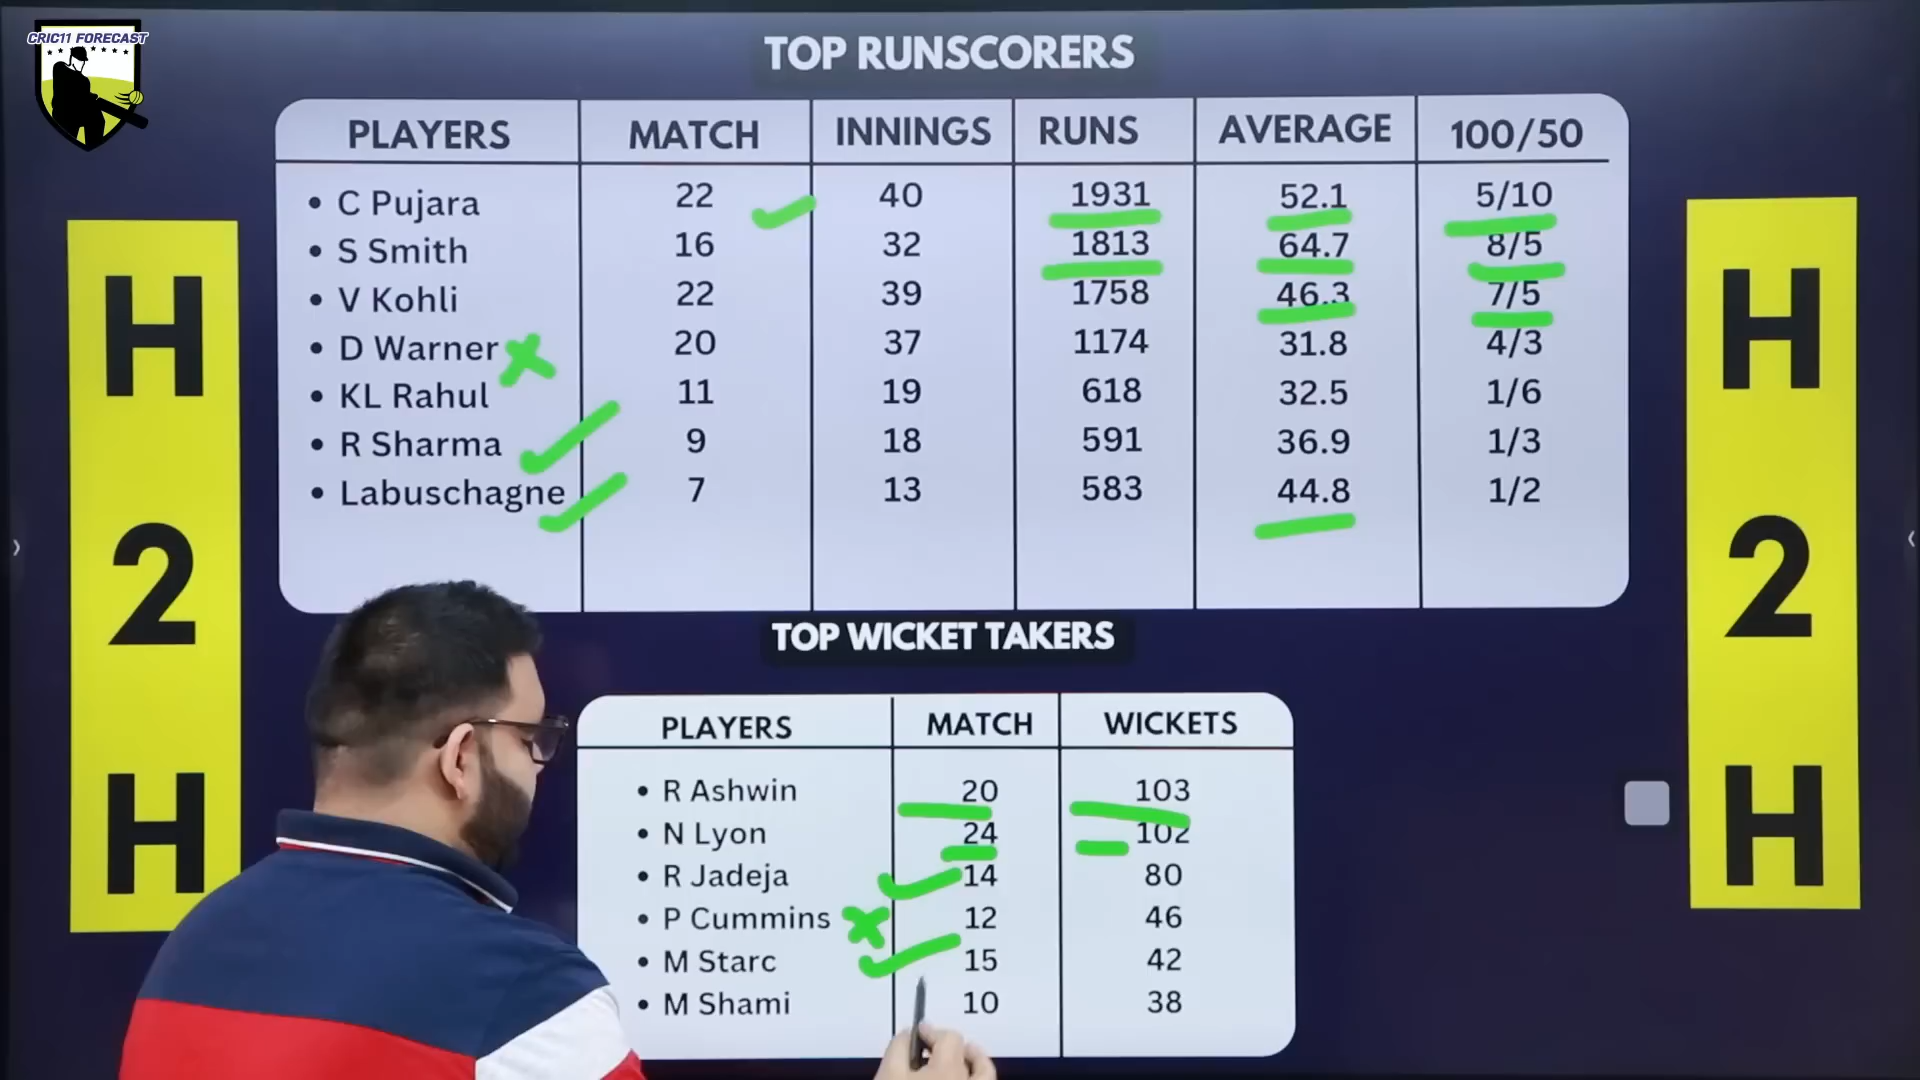 CRIC11 FORECAST
TOP RUNSCORERS
PLAYERS MATCH INNINGS RUNS AVERAGE 100/50
• C Pujara 22 40 1931 52.1 5/10
• S Smith 16 32 1813 64.7 8/5
• V Kohli 22 39 1758 46.3 7/5
• D Warner 20 37 1174 31.8 4/3
• KL Rahul 11 19 618 32.5 1/6
• R Sharma 9 18 591 36.9 1/3
• Labuschagne 7 13 583 44.8 1/2
H
2
H
H
2
H
TOP WICKET TAKERS
PLAYERS MATCH WICKETS
• R Ashwin 20 103
• N Lyon 24 102
• R Jadeja 14 80
• P Cummins 12 46
• M Starc 15 42
• M Shami 10 38